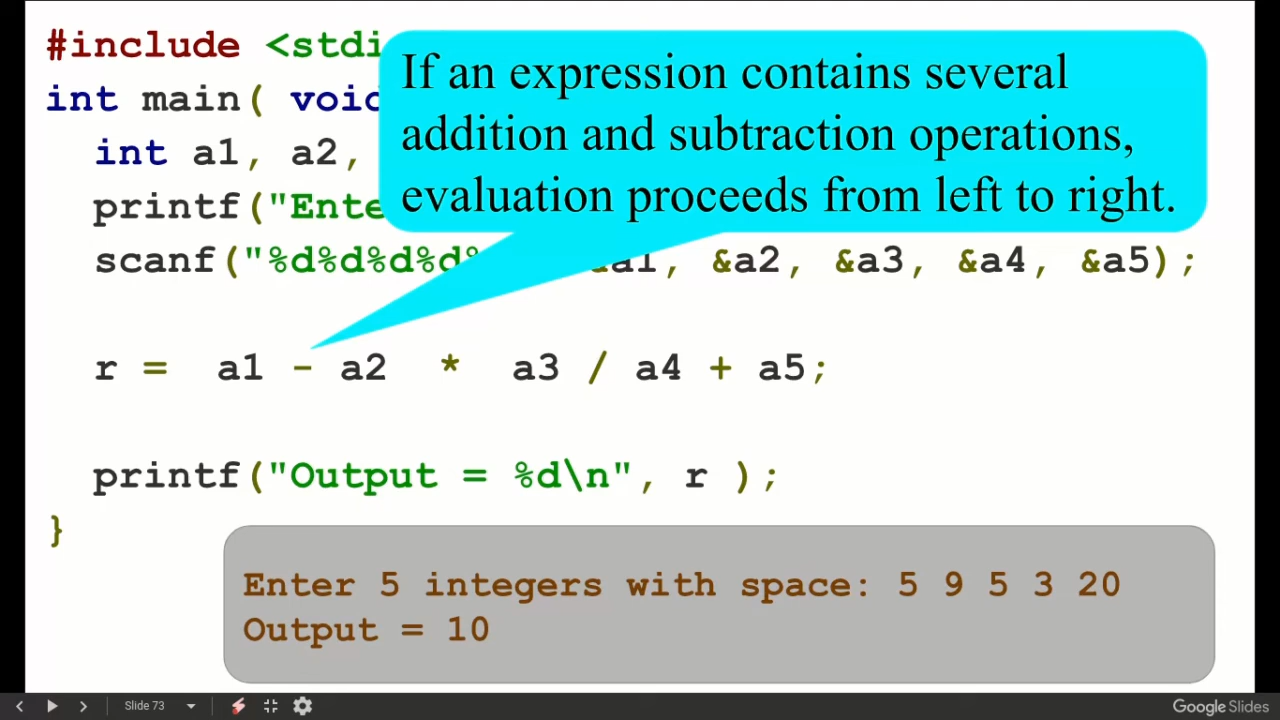 #include <stdi
If an expression contains several
addition and subtraction operations,
evaluation proceeds from left to right.
int main( void
int a1, a2,
printf("Ente
scanf("%d%d%d%d% &a1, &a2, &a3, &a4, &a5);
r = a1 - a2 * a3 / a4 + a5;
printf("Output = %d\n", r );
}
Enter 5 integers with space: 5 9 5 3 20
Output = 10
Slide 73
Google Slides